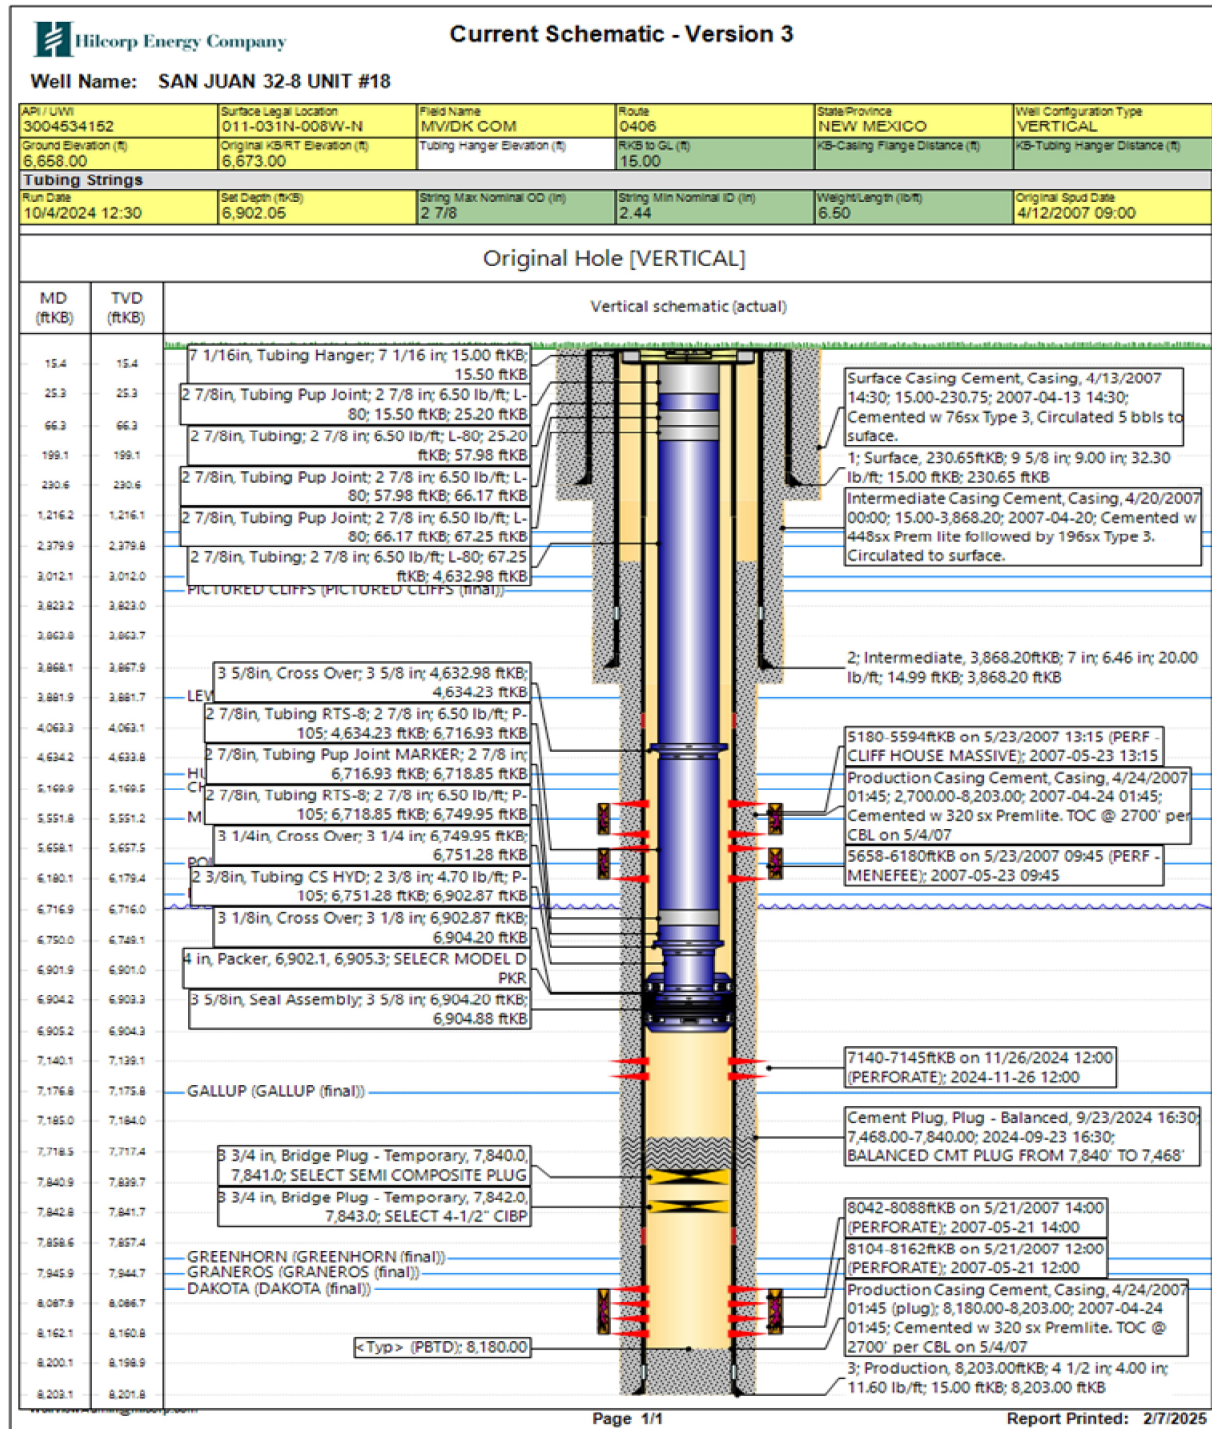 Hilcorp Energy Company
Current Schematic - Version 3
Well Name: SAN JUAN 32-8 UNIT #18
API / UWI
3004534152
Surface Legal Location
011-031N-008W-N
Field Name
MV/DK COM
Route
0406
State/Province
NEW MEXICO
Well Configuration Type
VERTICAL
Ground Elevation (ft)
6,658.00
Original KB/RT Elevation (ft)
6,673.00
Tubing Hanger Elevation (ft)
RKB to GL (ft)
15.00
KB-Casing Flange Distance (ft)
KB-Tubing Hanger Distance (ft)
Tubing Strings
Run Date
10/4/2024 12:30
Set Depth (ftKB)
6,902.05
String Max Nominal OD (in)
2 7/8
String Min Nominal ID (in)
2.44
Weight/Length (lb/ft)
6.50
Original Spud Date
4/12/2007 09:00
Original Hole [VERTICAL]
MD
(ftKB)
TVD
(ftKB)
Vertical schematic (actual)
15.4 15.4
25.3 25.3
66.3 66.3
199.1 199.1
230.6 230.6
1,216.2 1,216.1
2,379.9 2,379.8
3,012.1 3,012.0
3,823.2 3,823.0
3,863.8 3,863.7
3,868.1 3,867.9
3,881.9 3,881.7
4,063.3 4,063.1
4,634.2 4,633.8
5,169.9 5,169.5
5,551.8 5,551.2
5,658.1 5,657.5
6,180.1 6,179.4
6,716.9 6,716.0
6,750.0 6,749.1
6,901.9 6,901.0
6,904.2 6,903.3
6,905.2 6,904.3
7,140.1 7,139.1
7,176.8 7,175.8
7,185.0 7,184.0
7,718.5 7,717.4
7,840.9 7,839.7
7,842.8 7,841.7
7,858.6 7,857.4
7,945.9 7,944.7
8,087.9 8,086.7
8,162.1 8,160.8
8,200.1 8,198.9
8,203.1 8,201.8
7 1/16in, Tubing Hanger; 7 1/16 in; 15.00 ftKB;
15.50 ftKB
2 7/8in, Tubing Pup Joint; 2 7/8 in; 6.50 lb/ft; L-
80; 15.50 ftKB; 25.20 ftKB
2 7/8in, Tubing; 2 7/8 in; 6.50 lb/ft; L-80; 25.20
ftKB; 57.98 ftKB
2 7/8in, Tubing Pup Joint; 2 7/8 in; 6.50 lb/ft; L-
80; 57.98 ftKB; 66.17 ftKB
2 7/8in, Tubing Pup Joint; 2 7/8 in; 6.50 lb/ft; L-
80; 66.17 ftKB; 67.25 ftKB
2 7/8in, Tubing; 2 7/8 in; 6.50 lb/ft; L-80; 67.25
ftKB; 4,632.98 ftKB
PICTURED CLIFFS (PICTURED CLIFFS (final))
3 5/8in, Cross Over; 3 5/8 in; 4,632.98 ftKB;
4,634.23 ftKB
2 7/8in, Tubing RTS-8; 2 7/8 in; 6.50 lb/ft; P-
105; 4,634.23 ftKB; 6,716.93 ftKB
2 7/8in, Tubing Pup Joint MARKER; 2 7/8 in;
6,716.93 ftKB; 6,718.85 ftKB
2 7/8in, Tubing RTS-8; 2 7/8 in; 6.50 lb/ft; P-
105; 6,718.85 ftKB; 6,749.95 ftKB
3 1/4in, Cross Over; 3 1/4 in; 6,749.95 ftKB;
6,751.28 ftKB
2 3/8in, Tubing CS HYD; 2 3/8 in; 4.70 lb/ft; P-
105; 6,751.28 ftKB; 6,902.87 ftKB
3 1/8in, Cross Over; 3 1/8 in; 6,902.87 ftKB;
6,904.20 ftKB
4 in, Packer, 6,902.1, 6,905.3; SELECR MODEL D
PKR
3 5/8in, Seal Assembly; 3 5/8 in; 6,904.20 ftKB;
6,904.88 ftKB
GALLUP (GALLUP (final))
3 3/4 in, Bridge Plug - Temporary, 7,840.0,
7,841.0; SELECT SEMI COMPOSITE PLUG
3 3/4 in, Bridge Plug - Temporary, 7,842.0,
7,843.0; SELECT 4-1/2" CIBP
GREENHORN (GREENHORN (final))
GRANEROS (GRANEROS (final))
DAKOTA (DAKOTA (final))
<Typ> (PBTD); 8,180.00
Surface Casing Cement, Casing, 4/13/2007
14:30; 15.00-230.75; 2007-04-13 14:30;
Cemented w 76sx Type 3, Circulated 5 bbls to
suface.
1; Surface, 230.65ftKB; 9 5/8 in; 9.00 in; 32.30
lb/ft; 15.00 ftKB; 230.65 ftKB
Intermediate Casing Cement, Casing, 4/20/2007
00:00; 15.00-3,868.20; 2007-04-20; Cemented w
448sx Prem lite followed by 196sx Type 3.
Circulated to surface.
2; Intermediate, 3,868.20ftKB; 7 in; 6.46 in; 20.00
lb/ft; 14.99 ftKB; 3,868.20 ftKB
5180-5594ftKB on 5/23/2007 13:15 (PERF -
CLIFF HOUSE MASSIVE); 2007-05-23 13:15
Production Casing Cement, Casing, 4/24/2007
01:45; 2,700.00-8,203.00; 2007-04-24 01:45;
Cemented w 320 sx Premlite. TOC @ 2700' per
CBL on 5/4/07
5658-6180ftKB on 5/23/2007 09:45 (PERF -
MENEFEE); 2007-05-23 09:45
7140-7145ftKB on 11/26/2024 12:00
(PERFORATE); 2024-11-26 12:00
Cement Plug, Plug - Balanced, 9/23/2024 16:30;
7,468.00-7,840.00; 2024-09-23 16:30;
BALANCED CMT PLUG FROM 7,840' TO 7,468'
8042-8088ftKB on 5/21/2007 14:00
(PERFORATE); 2007-05-21 14:00
8104-8162ftKB on 5/21/2007 12:00
(PERFORATE); 2007-05-21 12:00
Production Casing Cement, Casing, 4/24/2007
01:45 (plug); 8,180.00-8,203.00; 2007-04-24
01:45; Cemented w 320 sx Premlite. TOC @
2700' per CBL on 5/4/07
3; Production, 8,203.00ftKB; 4 1/2 in; 4.00 in;
11.60 lb/ft; 15.00 ftKB; 8,203.00 ftKB
Page 1/1
Report Printed: 2/7/2025